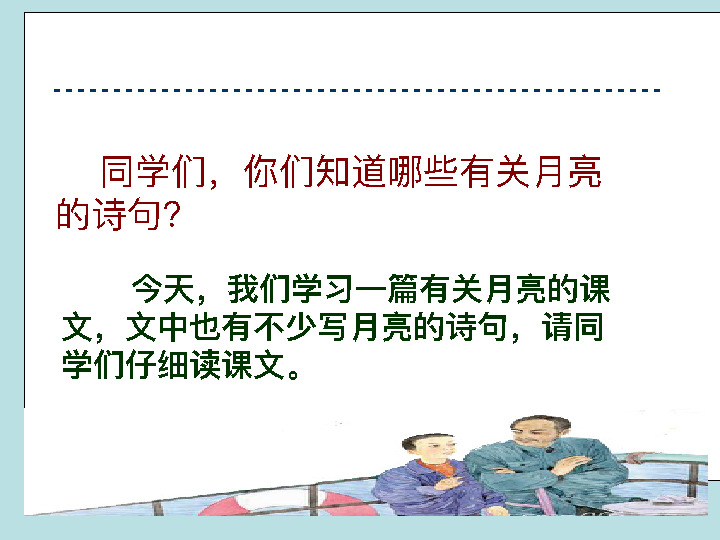 同学们，你们知道哪些有关月亮
的诗句？
今天，我们学习一篇有关月亮的课
文，文中也有不少写月亮的诗句，请同
学们仔细读课文。